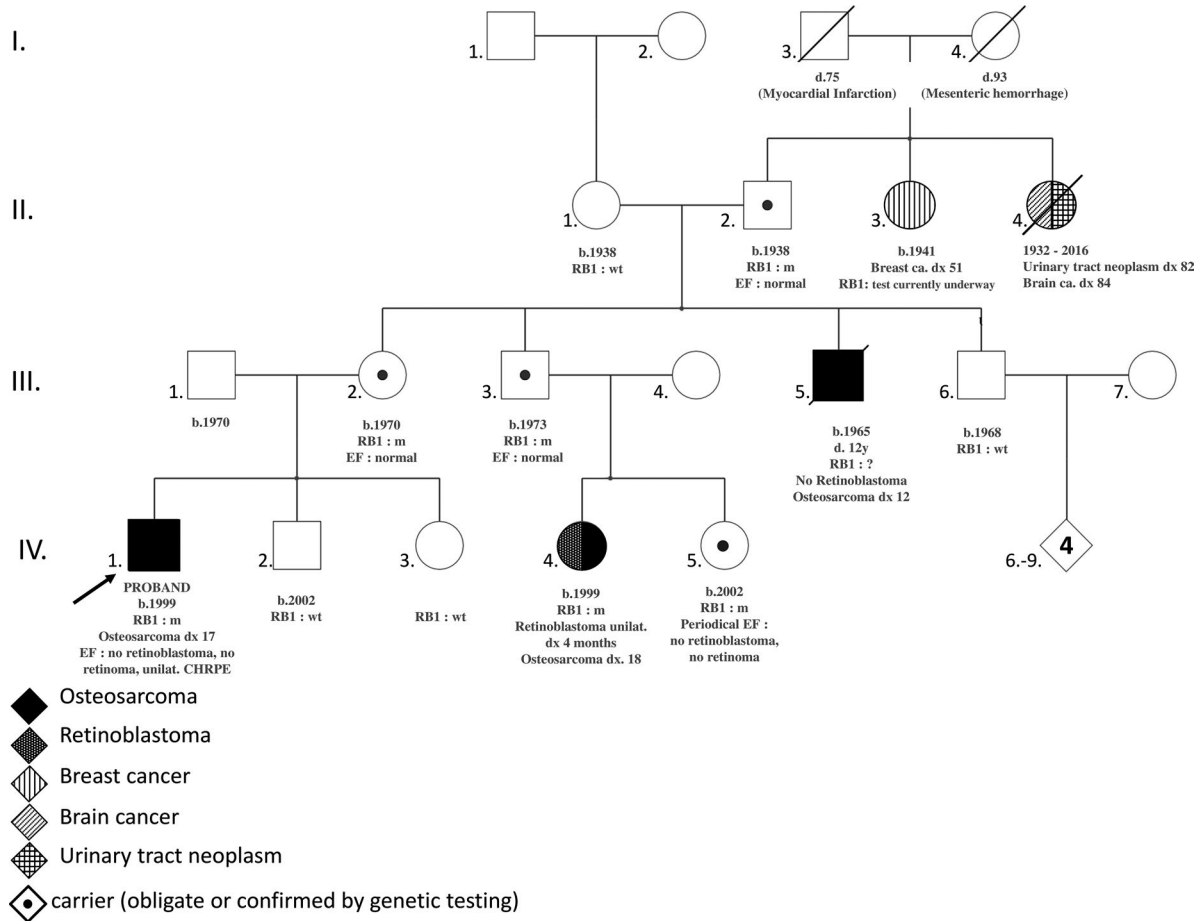 I.
1.
2.
3.
4.
d.75
(Myocardial Infarction)
d.93
(Mesenteric hemorrhage)
II.
1.
b.1938
RB1 : wt
2.
b.1938
RB1 : m
EF : normal
3.
b.1941
Breast ca. dx 51
RB1: test currently underway
4.
1932 - 2016
Urinary tract neoplasm dx 82
Brain ca. dx 84
III.
1.
b.1970
2.
b.1970
RB1 : m
EF : normal
3.
b.1973
RB1 : m
EF : normal
4.
5.
b.1965
d. 12y
RB1 : ?
No Retinoblastoma
Osteosarcoma dx 12
6.
b.1968
RB1 : wt
7.
IV.
1.
PROBAND
b.1999
RB1 : m
Osteosarcoma dx 17
EF : no retinoblastoma, no
retinoma, unilat. CHRPE
2.
b.2002
RB1 : wt
3.
RB1 : wt
4.
b.1999
RB1 : m
Retinoblastoma unilat.
dx 4 months
Osteosarcoma dx. 18
5.
b.2002
RB1 : m
Periodical EF :
no retinoblastoma,
no retinoma
6.-9.
4
Osteosarcoma
Retinoblastoma
Breast cancer
Brain cancer
Urinary tract neoplasm
carrier (obligate or confirmed by genetic testing)